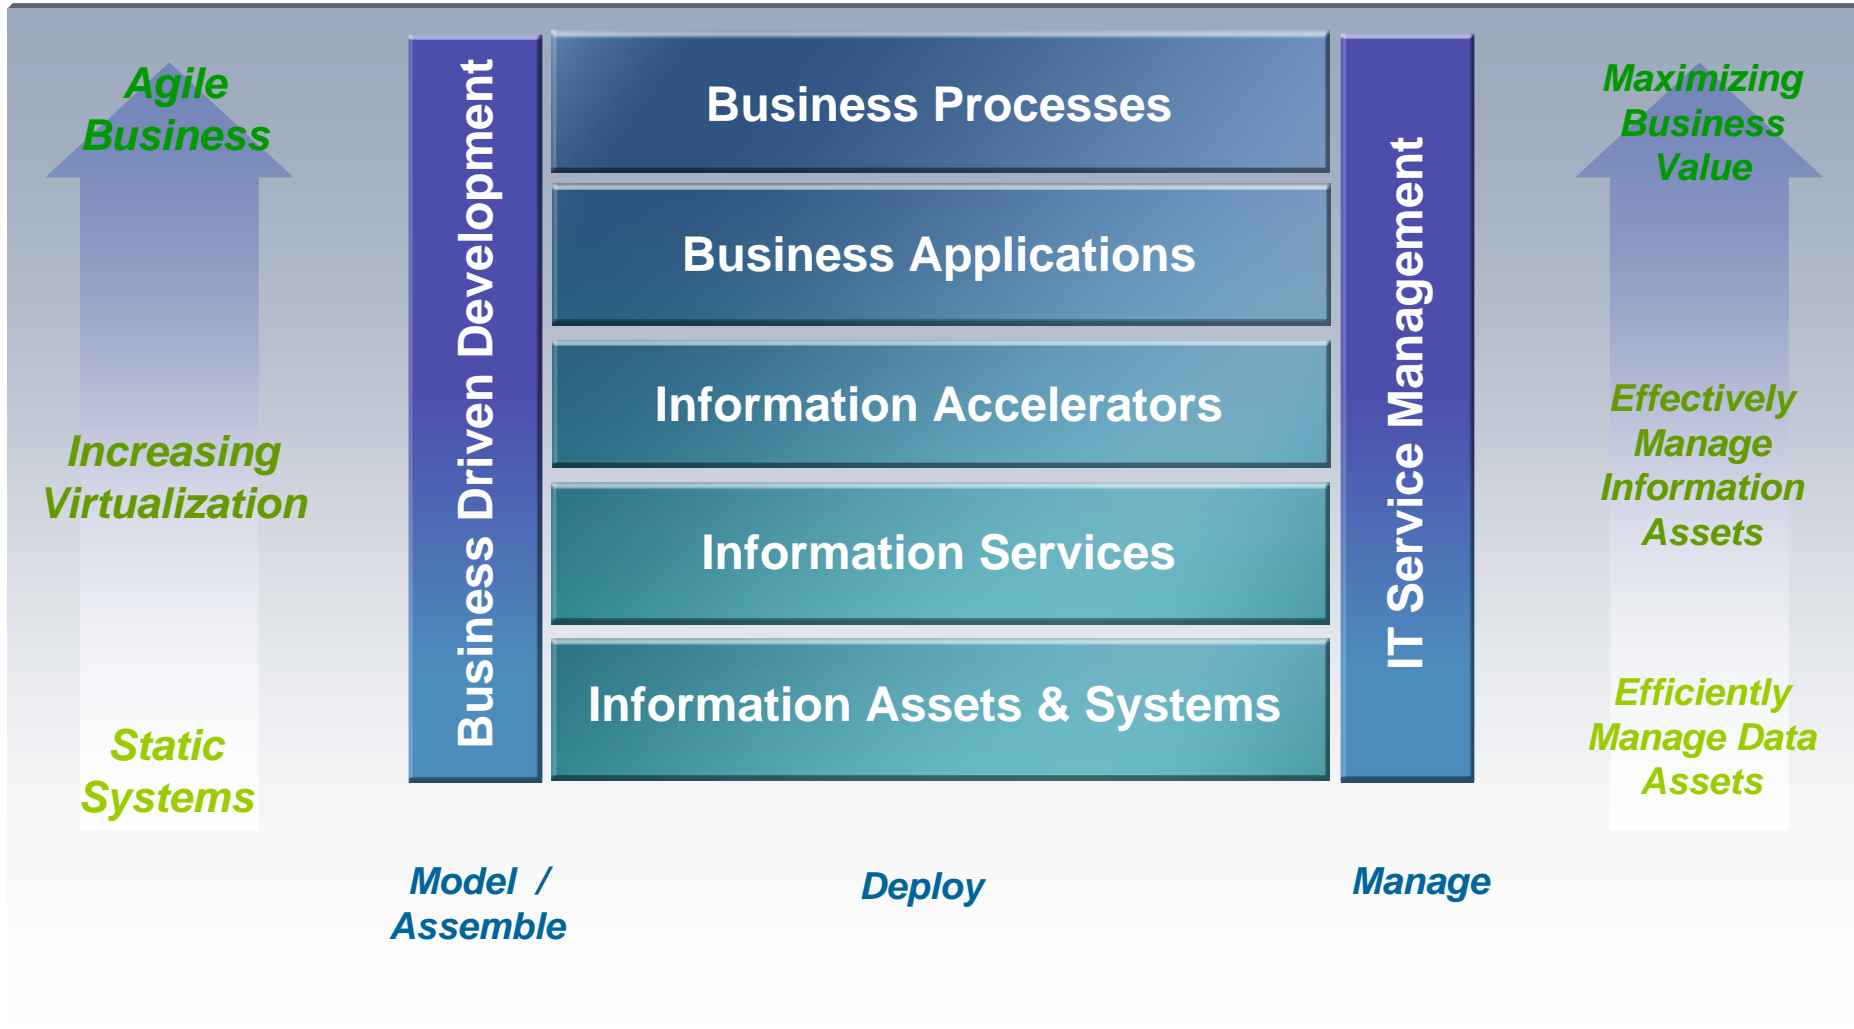 Agile
Business
Increasing
Virtualization
Static
Systems
Business Driven Development
Business Processes
Business Applications
Information Accelerators
Information Services
Information Assets & Systems
IT Service Management
Maximizing
Business
Value
Effectively
Manage
Information
Assets
Efficiently
Manage Data
Assets
Model /
Assemble
Deploy
Manage